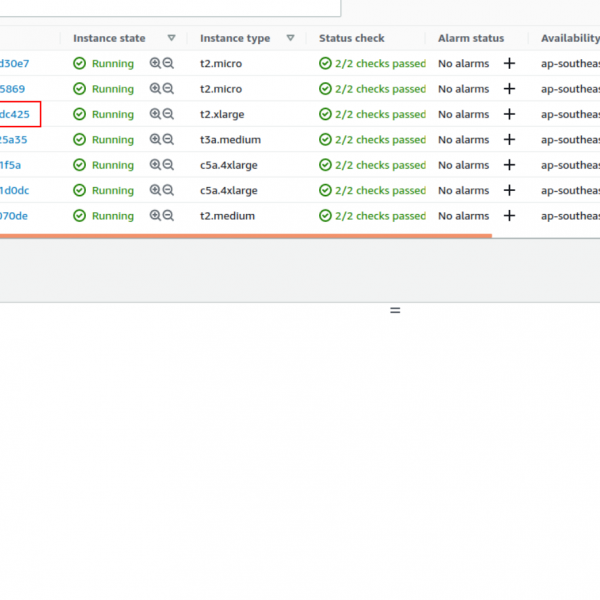 Instance state Instance type Status check Alarm status Availability
d30e7 Running t2.micro 2/2 checks passed No alarms + ap-southeas
5869 Running t2.micro 2/2 checks passed No alarms + ap-southeas
dc425 Running t2.xlarge 2/2 checks passed No alarms + ap-southeas
25a35 Running t3a.medium 2/2 checks passed No alarms + ap-southeas
1f5a Running c5a.4xlarge 2/2 checks passed No alarms + ap-southeas
1d0dc Running c5a.4xlarge 2/2 checks passed No alarms + ap-southeas
070de Running t2.medium 2/2 checks passed No alarms + ap-southeas